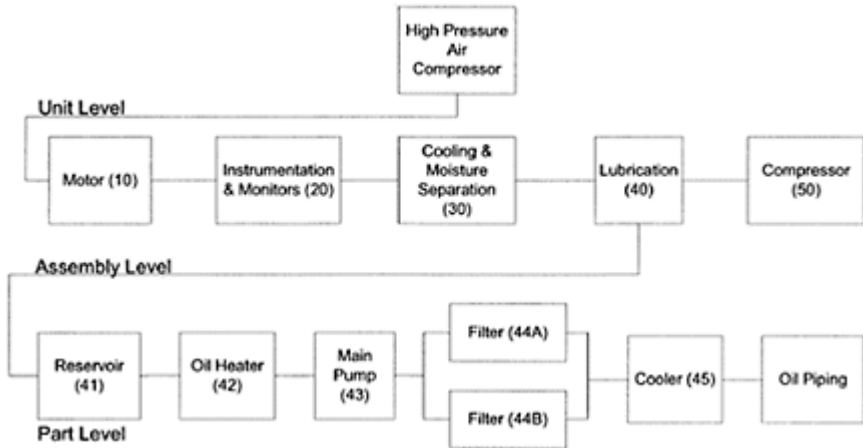 High Pressure
Air
Compressor
Unit Level
Motor (10)
Instrumentation
& Monitors (20)
Cooling &
Moisture
Separation
(30)
Lubrication
(40)
Compressor
(50)
Assembly Level
Reservoir
(41)
Oil Heater
(42)
Main
Pump
(43)
Filter (44A)
Filter (44B)
Cooler (45)
Oil Piping
Part Level